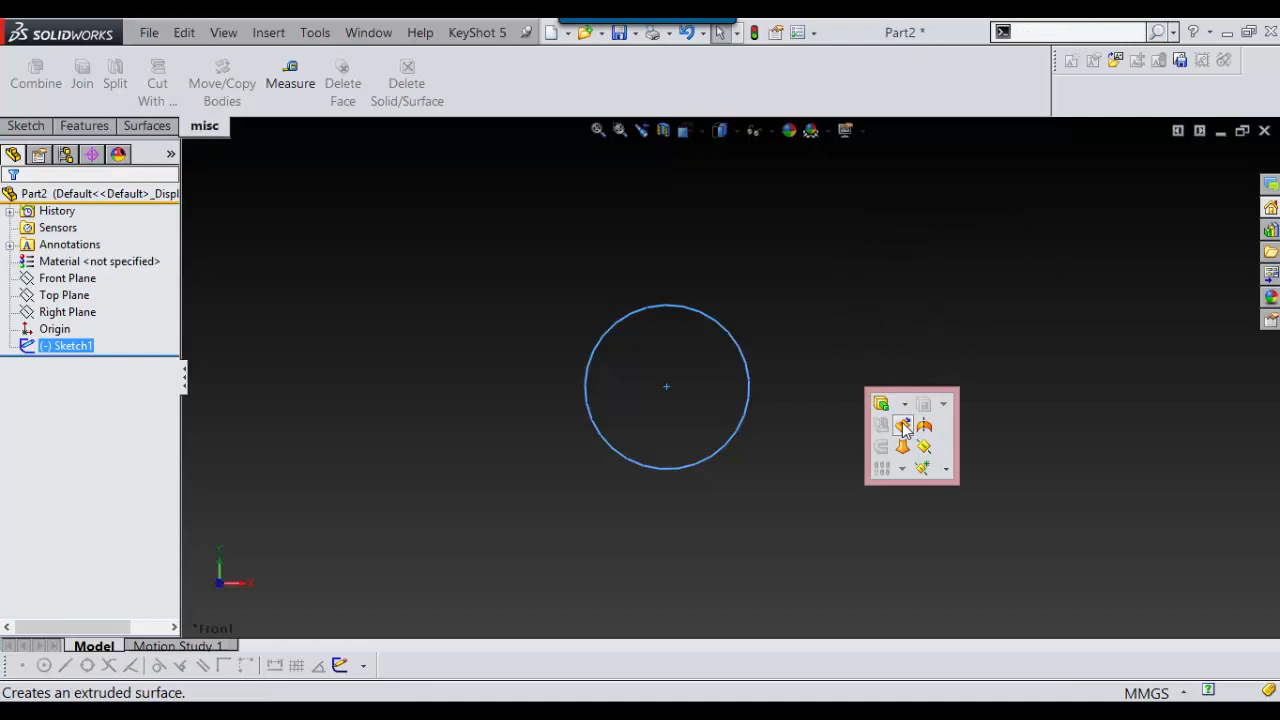 SOLIDWORKS File Edit View Insert Tools Window Help KeyShot 5 Part2 *
Combine Join Split Cut With ... Move/Copy Bodies Measure Delete Face Delete Solid/Surface
Sketch Features Surfaces misc
Part2 (Default<<Default>_Displ
History
Sensors
Annotations
Material <not specified>
Front Plane
Top Plane
Right Plane
Origin
(-) Sketch1
Y
X
*Front
Model Motion Study 1
Creates an extruded surface. MMGS